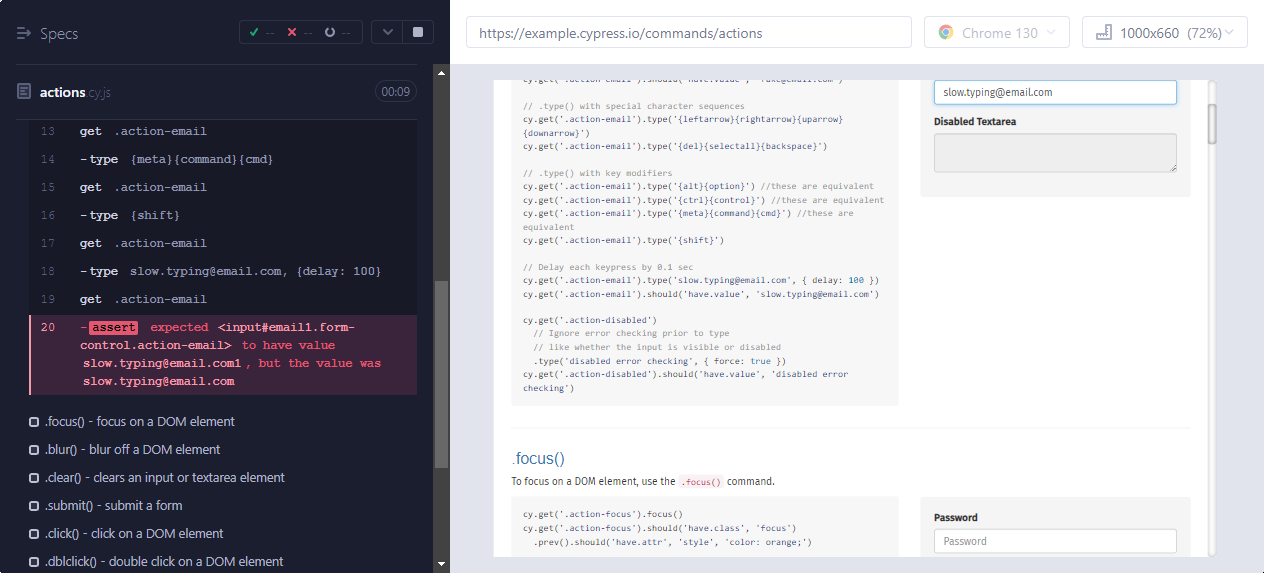 Specs
-- -- --
actions cy.js 00:09
13 get .action-email
14 -type {meta}{command}{cmd}
15 get .action-email
16 -type {shift}
17 get .action-email
18 -type slow.typing@email.com, {delay: 100}
19 get .action-email
20 -assert expected <input#email1.form-
control.action-email> to have value
slow.typing@email.com1 , but the value was
slow.typing@email.com
.focus() - focus on a DOM element
.blur() - blur off a DOM element
.clear() - clears an input or textarea element
.submit() - submit a form
.click() - click on a DOM element
.dblclick() - double click on a DOM element
https://example.cypress.io/commands/actions
Chrome 130
1000x660 (72%)
cy.get('.action-email').should('have.value', 'fake@email.com')
// .type() with special character sequences
cy.get('.action-email').type('{leftarrow}{rightarrow}{uparrow}
{downarrow}')
cy.get('.action-email').type('{del}{selectall}{backspace}')
// .type() with key modifiers
cy.get('.action-email').type('{alt}{option}') //these are equivalent
cy.get('.action-email').type('{ctrl}{control}') //these are equivalent
cy.get('.action-email').type('{meta}{command}{cmd}') //these are
equivalent
cy.get('.action-email').type('{shift}')
// Delay each keypress by 0.1 sec
cy.get('.action-email').type('slow.typing@email.com', { delay: 100 })
cy.get('.action-email').should('have.value', 'slow.typing@email.com')
cy.get('.action-disabled')
// Ignore error checking prior to type
// like whether the input is visible or disabled
.type('disabled error checking', { force: true })
cy.get('.action-disabled').should('have.value', 'disabled error
checking')
slow.typing@email.com
Disabled Textarea
.focus()
To focus on a DOM element, use the .focus() command.
cy.get('.action-focus').focus()
cy.get('.action-focus').should('have.class', 'focus')
.prev().should('have.attr', 'style', 'color: orange;')
Password
Password